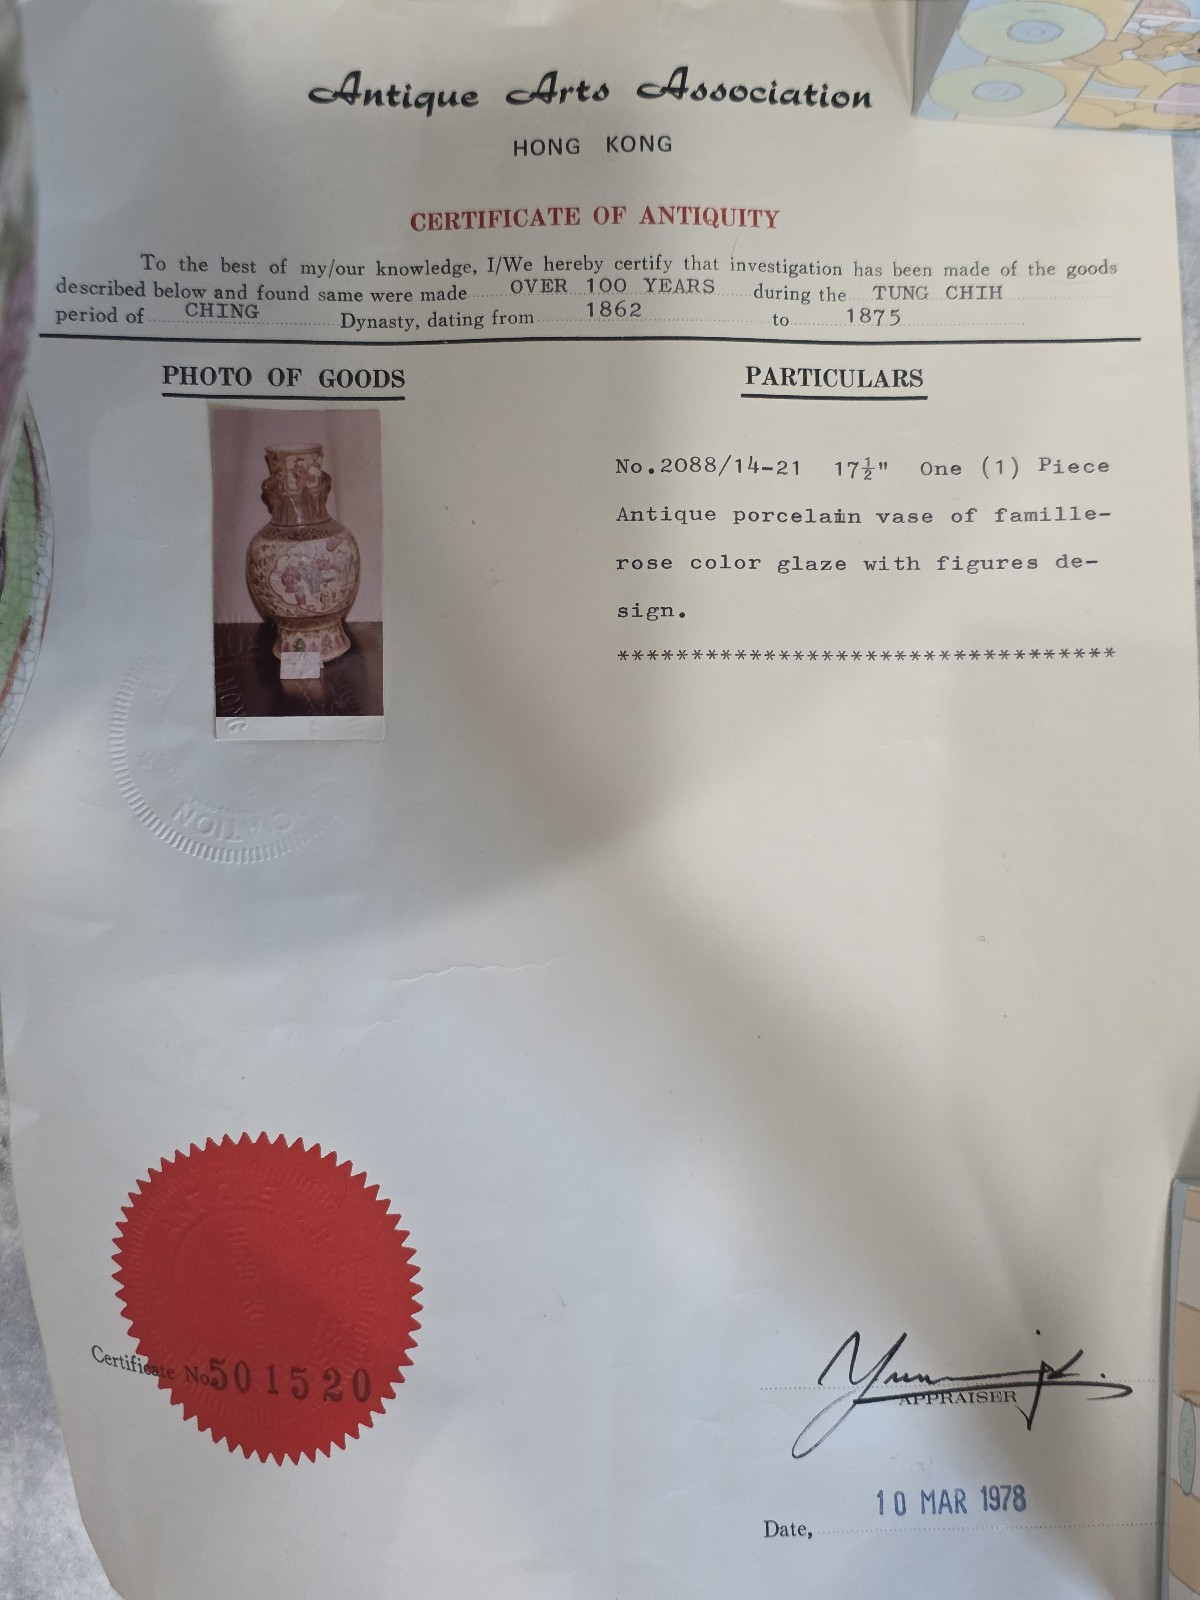 Antique Arts Association
HONG KONG
CERTIFICATE OF ANTIQUITY
To the best of my/our knowledge, I/We hereby certify that investigation has been made of the goods
described below and found same were made OVER 100 YEARS during the TUNG CHIH
period of CHING Dynasty, dating from 1862 to 1875
PHOTO OF GOODS
PARTICULARS
No.2088/14-21 17½" One (1) Piece
Antique porcelain vase of famille-
rose color glaze with figures de-
sign.
**********************************
Certificate No. 501520
APPRAISER
10 MAR 1978
Date,